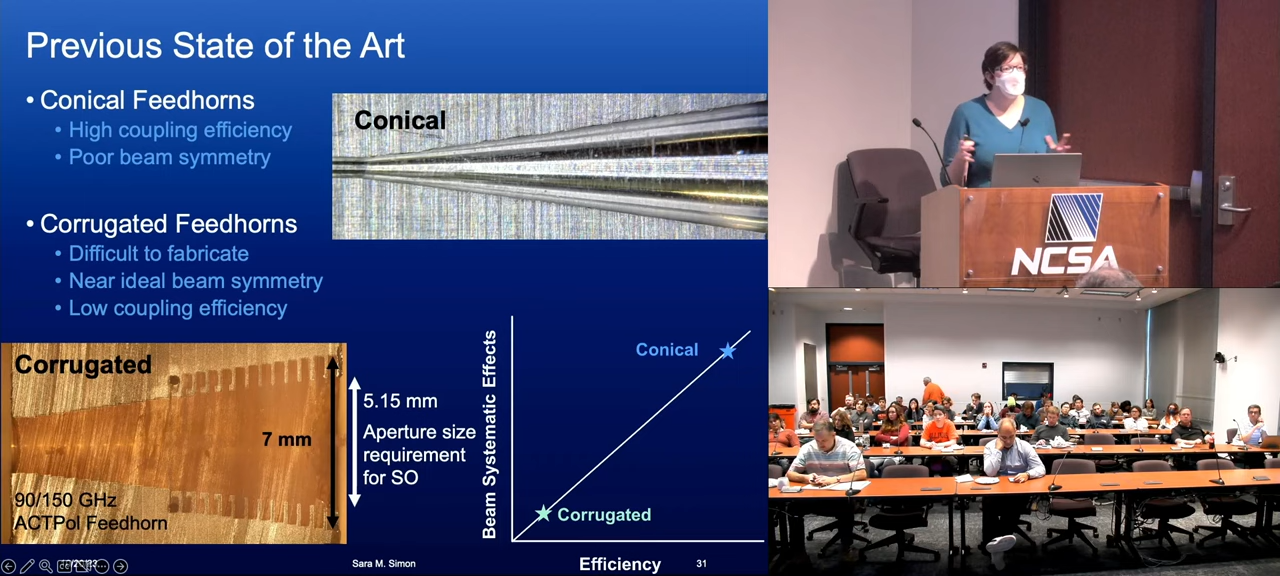 Previous State of the Art
• Conical Feedhorns
• High coupling efficiency
• Poor beam symmetry
Conical
• Corrugated Feedhorns
• Difficult to fabricate
• Near ideal beam symmetry
• Low coupling efficiency
Corrugated
7 mm
90/150 GHz
ACTPol Feedhorn
5.15 mm
Aperture size
requirement
for SO
Beam Systematic Effects
Conical
Corrugated
Efficiency
Sara M. Simon
31
NCSA